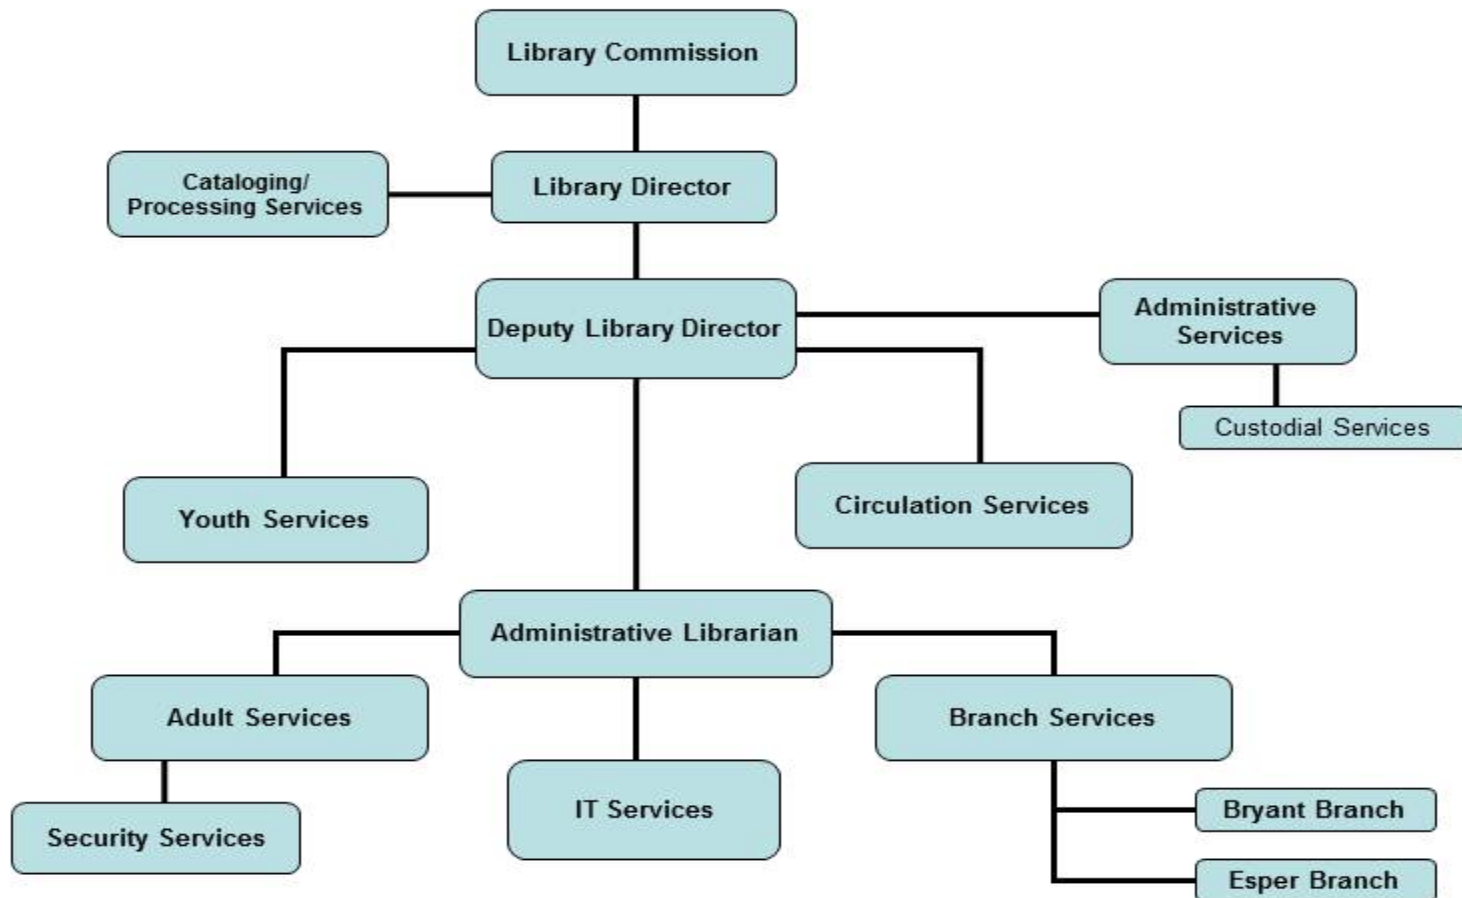 Library Commission
Cataloging/
Processing Services
Library Director
Deputy Library Director
Administrative
Services
Custodial Services
Youth Services
Circulation Services
Administrative Librarian
Adult Services
Branch Services
IT Services
Security Services
Bryant Branch
Esper Branch